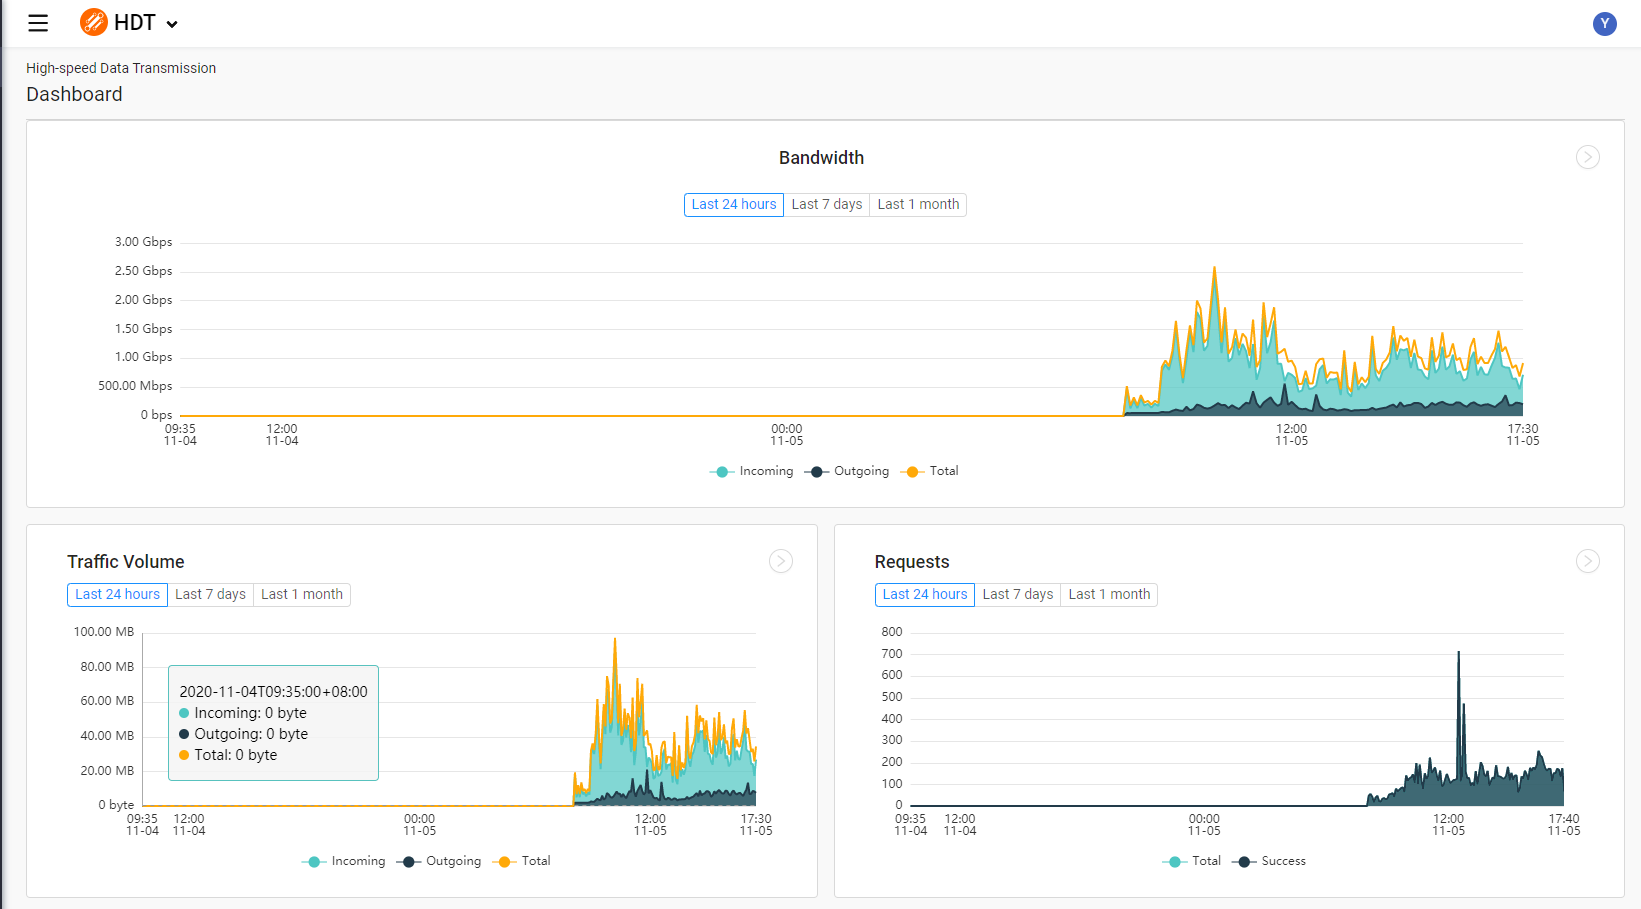 HDT
Y
High-speed Data Transmission
Dashboard
Bandwidth
Last 24 hours Last 7 days Last 1 month
3.00 Gbps
2.50 Gbps
2.00 Gbps
1.50 Gbps
1.00 Gbps
500.00 Mbps
0 bps
09:35 12:00 00:00 12:00 17:30
11-04 11-04 11-05 11-05 11-05
Incoming Outgoing Total
Traffic Volume
Last 24 hours Last 7 days Last 1 month
100.00 MB
80.00 MB
60.00 MB
40.00 MB
20.00 MB
0 byte
2020-11-04T09:35:00+08:00
Incoming: 0 byte
Outgoing: 0 byte
Total: 0 byte
09:35 12:00 00:00 12:00 17:30
11-04 11-04 11-05 11-05 11-05
Incoming Outgoing Total
Requests
Last 24 hours Last 7 days Last 1 month
800
700
600
500
400
300
200
100
0
09:35 12:00 00:00 12:00 17:40
11-04 11-04 11-05 11-05 11-05
Total Success